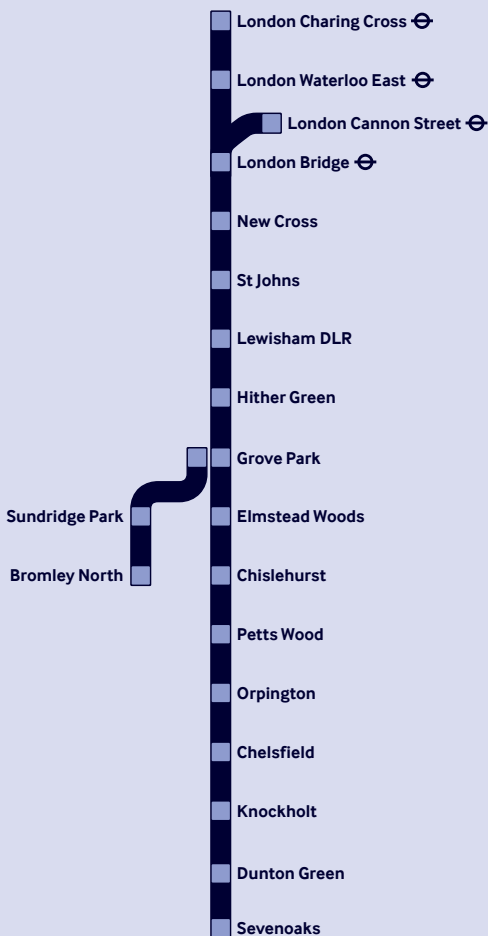 London Charing Cross
London Waterloo East
London Cannon Street
London Bridge
New Cross
St Johns
Lewisham DLR
Hither Green
Grove Park
Sundridge Park
Elmstead Woods
Bromley North
Chislehurst
Petts Wood
Orpington
Chelsfield
Knockholt
Dunton Green
Sevenoaks